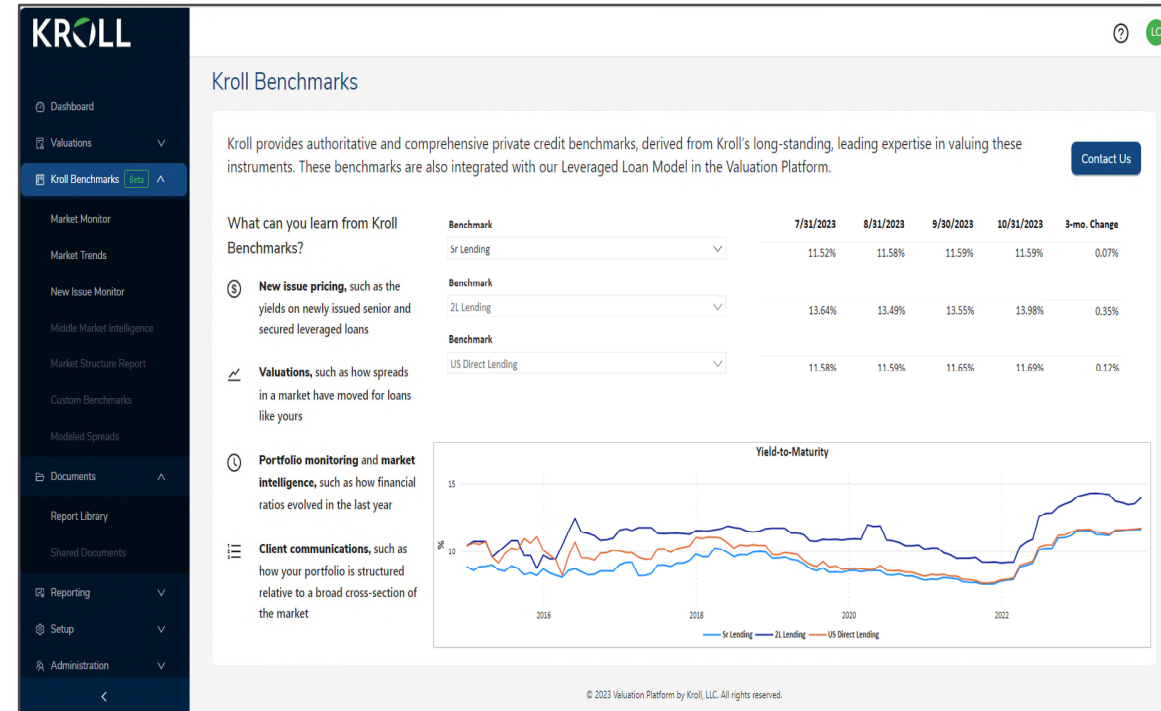 KROLL
LC
Kroll Benchmarks
Dashboard
Valuations
Kroll Benchmarks Beta
Market Monitor
Market Trends
New Issue Monitor
Middle Market Intelligence
Market Structure Report
Custom Benchmarks
Modeled Spreads
Documents
Report Library
Shared Documents
Reporting
Setup
Administration
Kroll provides authoritative and comprehensive private credit benchmarks, derived from Kroll's long-standing, leading expertise in valuing these
instruments. These benchmarks are also integrated with our Leveraged Loan Model in the Valuation Platform.
Contact Us
What can you learn from Kroll
Benchmarks?
New issue pricing, such as the
yields on newly issued senior and
secured leveraged loans
Valuations, such as how spreads
in a market have moved for loans
like yours
Portfolio monitoring and market
intelligence, such as how financial
ratios evolved in the last year
Client communications, such as
how your portfolio is structured
relative to a broad cross-section of
the market
Benchmark 7/31/2023 8/31/2023 9/30/2023 10/31/2023 3-mo. Change
Sr Lending 11.52% 11.58% 11.59% 11.59% 0.07%
Benchmark
2L Lending 13.64% 13.49% 13.55% 13.98% 0.35%
Benchmark
US Direct Lending 11.58% 11.59% 11.65% 11.69% 0.12%
Yield-to-Maturity
15
%
10
2016 2018 2020 2022
Sr Lending 2L Lending US Direct Lending
© 2023 Valuation Platform by Kroll, LLC. All rights reserved.